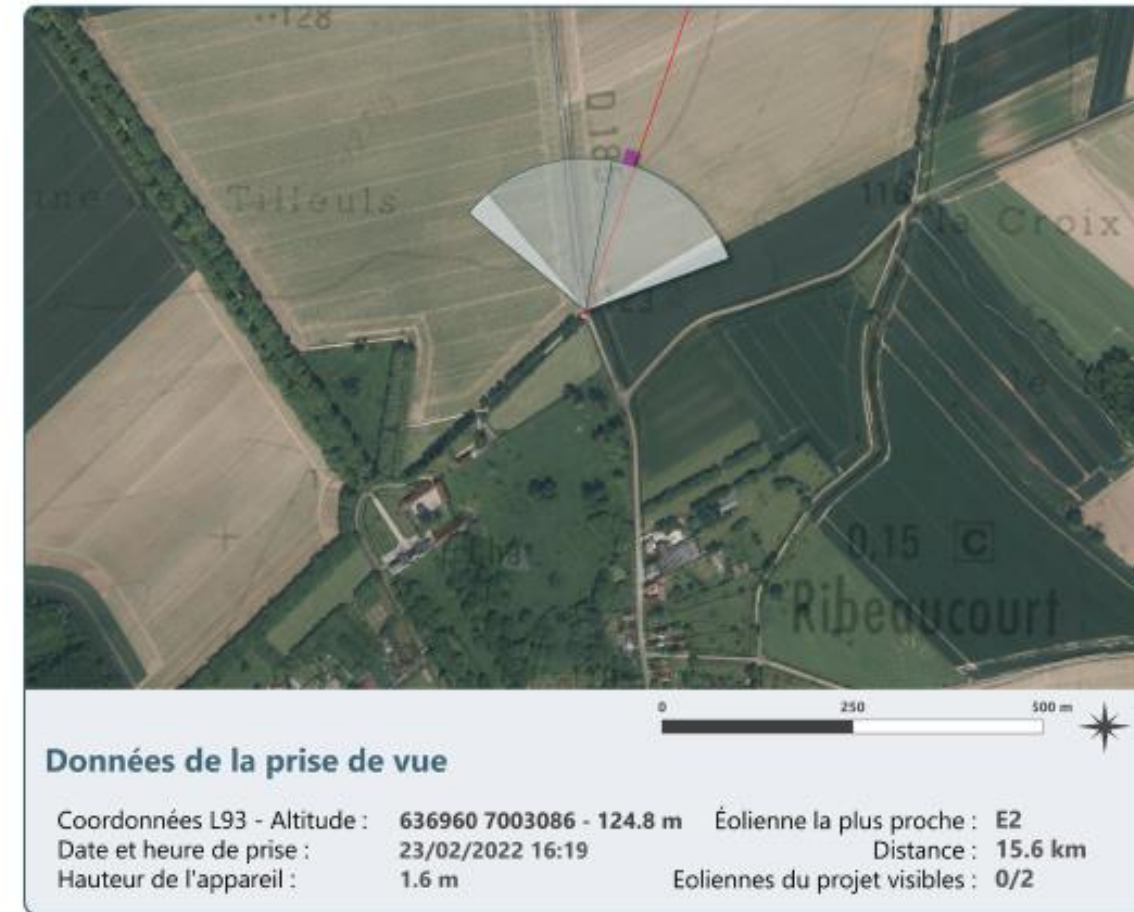 128
D.185
Tilleuls
116
la Croix
Chât
0,15 C
Ribeaucourt
0 250 500 m
Données de la prise de vue
Coordonnées L93 - Altitude : 636960 7003086 - 124.8 m Éolienne la plus proche : E2
Date et heure de prise : 23/02/2022 16:19 Distance : 15.6 km
Hauteur de l'appareil : 1.6 m Eoliennes du projet visibles : 0/2